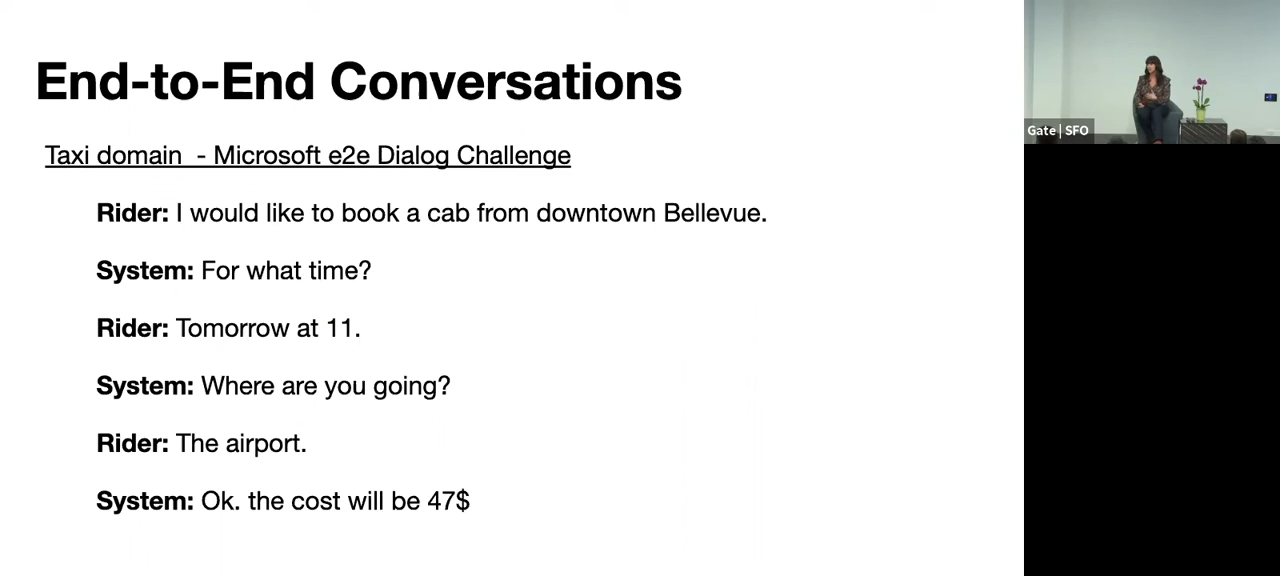 End-to-End Conversations
Taxi domain - Microsoft e2e Dialog Challenge
Rider: I would like to book a cab from downtown Bellevue.
System: For what time?
Rider: Tomorrow at 11.
System: Where are you going?
Rider: The airport.
System: Ok. the cost will be 47$
Gate | SFO